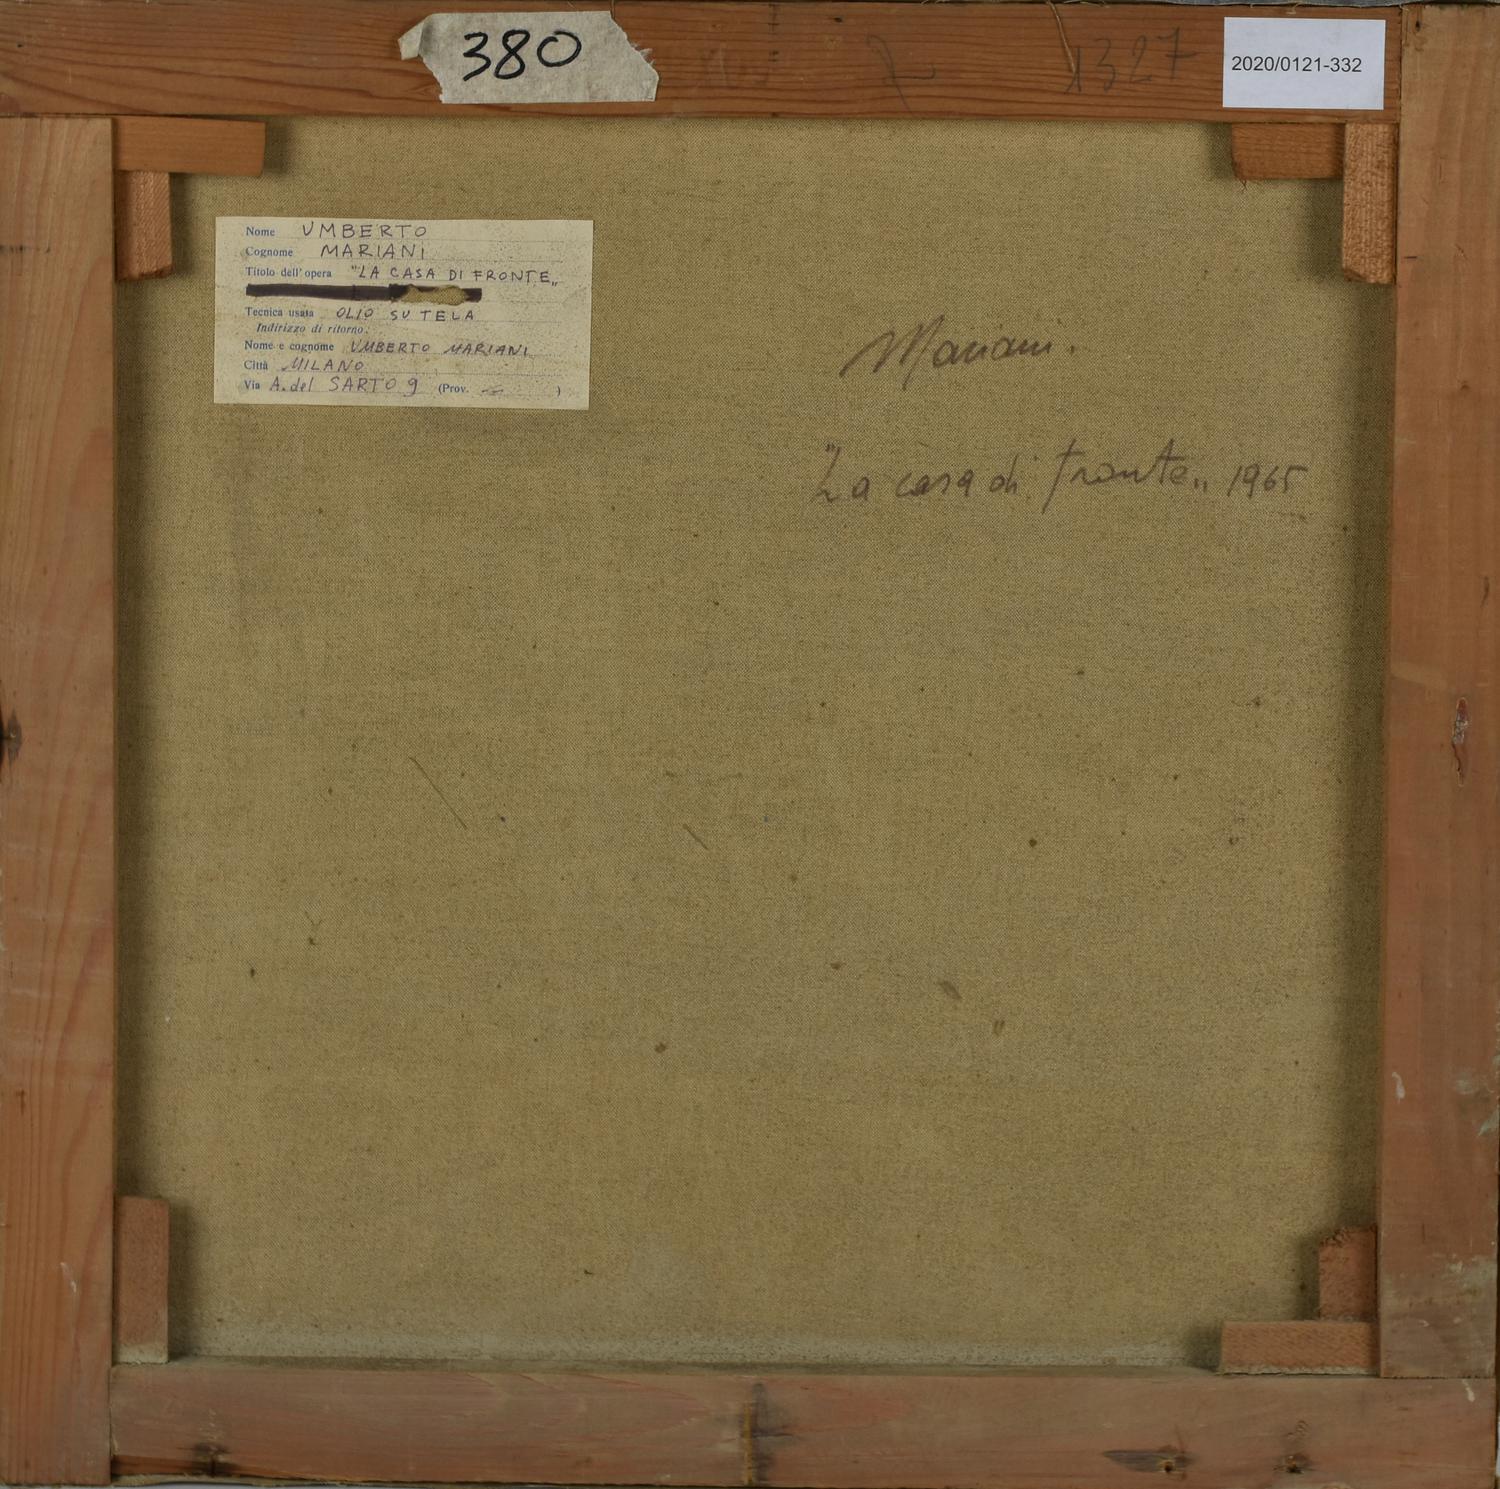 380
1327
2020/0121-332
Nome UMBERTO
Cognome MARIANI
Titolo dell'opera "LA CASA DI FRONTE„
Tecnica usata OLIO SU TELA
Indirizzo di ritorno:
Nome e cognome UMBERTO MARIANI
Città MILANO
Via A. del SARTO 9 (Prov. )
Mariani.
"La casa di fronte„ 1965